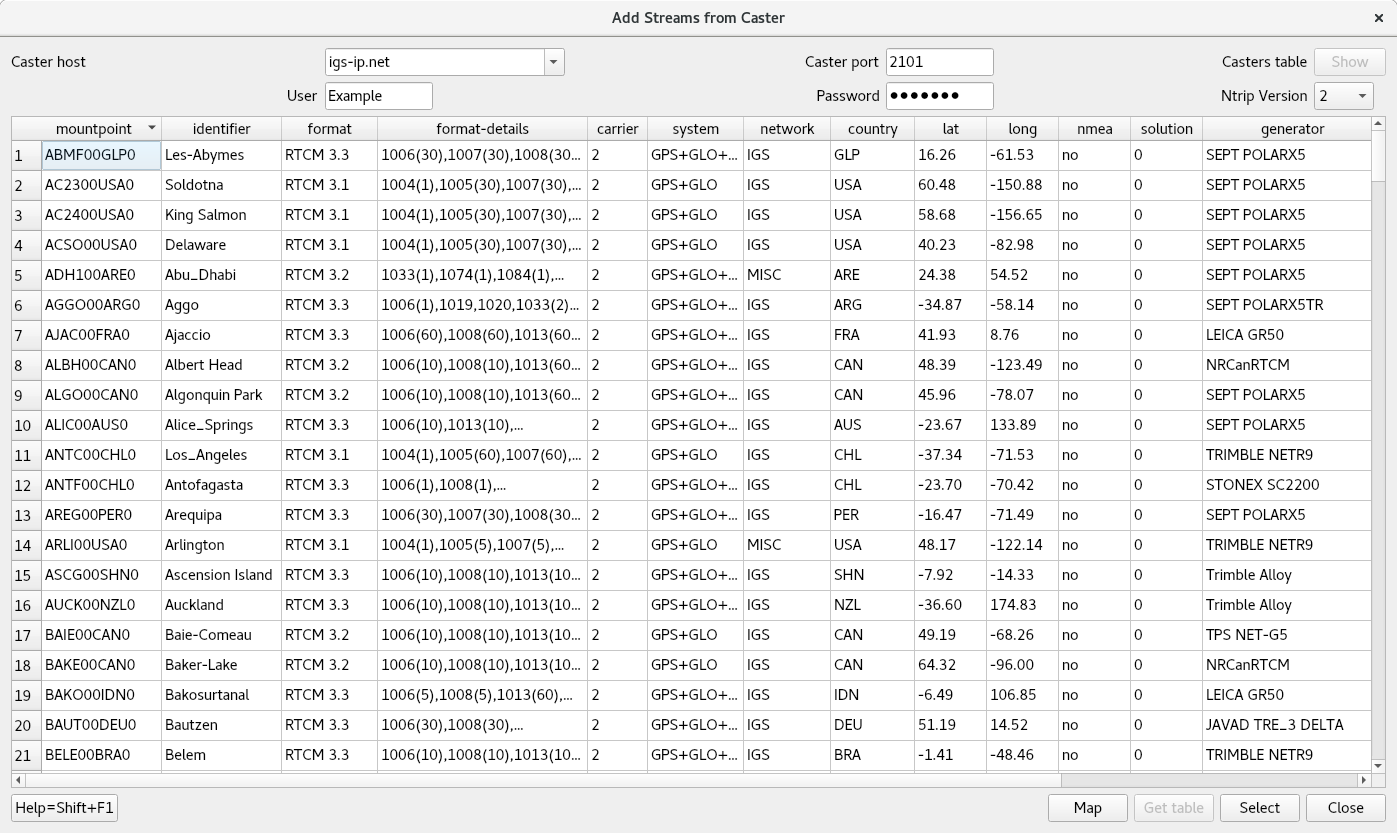 Add Streams from Caster ×
Caster host igs-ip.net Caster port 2101 Casters table Show
User Example Password ●●●●●●● Ntrip Version 2
mountpoint identifier format format-details carrier system network country lat long nmea solution generator
1 ABMF00GLP0 Les-Abymes RTCM 3.3 1006(30),1007(30),1008(30... 2 GPS+GLO+... IGS GLP 16.26 -61.53 no 0 SEPT POLARX5
2 AC2300USA0 Soldotna RTCM 3.1 1004(1),1005(30),1007(30),... 2 GPS+GLO IGS USA 60.48 -150.88 no 0 SEPT POLARX5
3 AC2400USA0 King Salmon RTCM 3.1 1004(1),1005(30),1007(30),... 2 GPS+GLO IGS USA 58.68 -156.65 no 0 SEPT POLARX5
4 ACSO00USA0 Delaware RTCM 3.1 1004(1),1005(30),1007(30),... 2 GPS+GLO IGS USA 40.23 -82.98 no 0 SEPT POLARX5
5 ADH100ARE0 Abu_Dhabi RTCM 3.2 1033(1),1074(1),1084(1),... 2 GPS+GLO+... MISC ARE 24.38 54.52 no 0 SEPT POLARX5
6 AGGO00ARG0 Aggo RTCM 3.3 1006(1),1019,1020,1033(2)... 2 GPS+GLO+... IGS ARG -34.87 -58.14 no 0 SEPT POLARX5TR
7 AJAC00FRA0 Ajaccio RTCM 3.3 1006(60),1008(60),1013(60... 2 GPS+GLO+... IGS FRA 41.93 8.76 no 0 LEICA GR50
8 ALBH00CAN0 Albert Head RTCM 3.2 1006(10),1008(10),1013(60... 2 GPS+GLO+... IGS CAN 48.39 -123.49 no 0 NRCanRTCM
9 ALGO00CAN0 Algonquin Park RTCM 3.2 1006(10),1008(10),1013(60... 2 GPS+GLO+... IGS CAN 45.96 -78.07 no 0 SEPT POLARX5
10 ALIC00AUS0 Alice_Springs RTCM 3.3 1006(10),1013(10),... 2 GPS+GLO+... IGS AUS -23.67 133.89 no 0 SEPT POLARX5
11 ANTC00CHL0 Los_Angeles RTCM 3.1 1004(1),1005(60),1007(60),... 2 GPS+GLO IGS CHL -37.34 -71.53 no 0 TRIMBLE NETR9
12 ANTF00CHL0 Antofagasta RTCM 3.3 1006(1),1008(1),... 2 GPS+GLO+... IGS CHL -23.70 -70.42 no 0 STONEX SC2200
13 AREG00PER0 Arequipa RTCM 3.3 1006(30),1007(30),1008(30... 2 GPS+GLO+... IGS PER -16.47 -71.49 no 0 SEPT POLARX5
14 ARLI00USA0 Arlington RTCM 3.1 1004(1),1005(5),1007(5),... 2 GPS+GLO MISC USA 48.17 -122.14 no 0 TRIMBLE NETR9
15 ASCG00SHN0 Ascension Island RTCM 3.3 1006(10),1008(10),1013(10... 2 GPS+GLO+... IGS SHN -7.92 -14.33 no 0 Trimble Alloy
16 AUCK00NZL0 Auckland RTCM 3.3 1006(10),1008(10),1013(10... 2 GPS+GLO+... IGS NZL -36.60 174.83 no 0 Trimble Alloy
17 BAIE00CAN0 Baie-Comeau RTCM 3.2 1006(10),1008(10),1013(10... 2 GPS+GLO IGS CAN 49.19 -68.26 no 0 TPS NET-G5
18 BAKE00CAN0 Baker-Lake RTCM 3.2 1006(10),1008(10),1013(10... 2 GPS+GLO IGS CAN 64.32 -96.00 no 0 NRCanRTCM
19 BAKO00IDN0 Bakosurtanal RTCM 3.3 1006(5),1008(5),1013(60),... 2 GPS+GLO+... IGS IDN -6.49 106.85 no 0 LEICA GR50
20 BAUT00DEU0 Bautzen RTCM 3.3 1006(30),1008(30),... 2 GPS+GLO+... IGS DEU 51.19 14.52 no 0 JAVAD TRE_3 DELTA
21 BELE00BRA0 Belem RTCM 3.3 1006(10),1008(10),1013(10... 2 GPS+GLO+... IGS BRA -1.41 -48.46 no 0 TRIMBLE NETR9
Help=Shift+F1 Map Get table Select Close